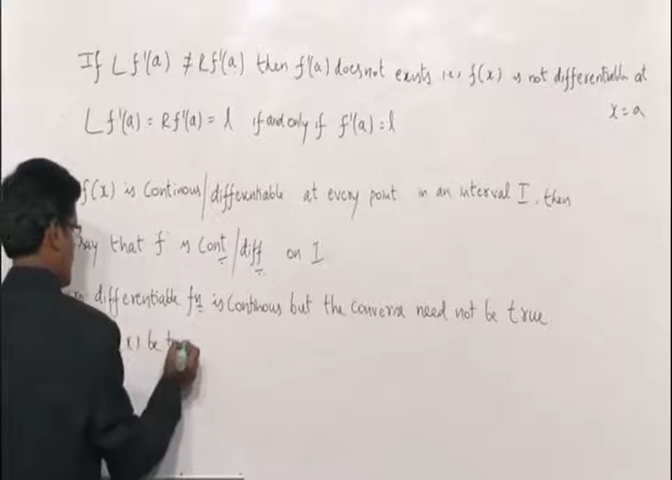 If Lf'(a) ≠ Rf'(a) then f'(a) does not exists i.e., f(x) is not differentiable at
x = a
Lf'(a) = Rf'(a) = l if and only if f'(a) = l
f(x) is Continous/differentiable at every point in an interval I, then
say that f is Cont/diff on I
differentiable fn is continous but the converse need not be true
x) be